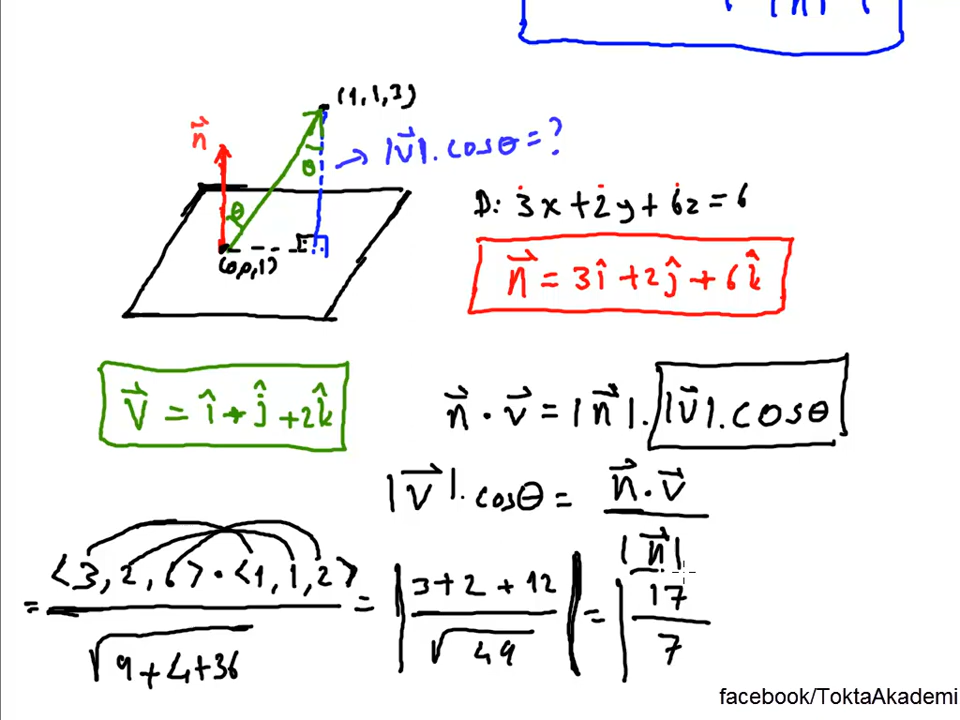 |n|
(1,1,3)
n⃗
θ
→ |V⃗|. cosθ = ?
θ
(0,0,1)
D: 3x + 2y + 6z = 6
n⃗ = 3î + 2ĵ + 6k̂
V⃗ = î + ĵ + 2k̂
n⃗ · v⃗ = |n⃗|. |v⃗|. cosθ
|V⃗|. cosθ = n⃗ · v⃗ / |n⃗|
= <3, 2, 6> · <1, 1, 2> / √9+4+36 = | 3+2+12 / √49 | = | 17 / 7
facebook/ToktaAkademi